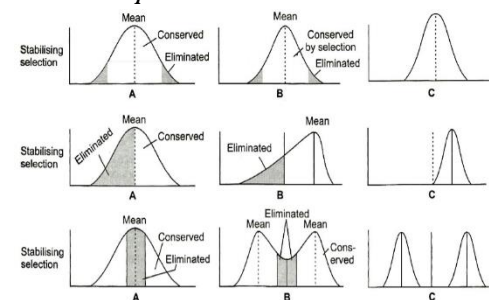 Mean
Conserved
Eliminated
Stabilising
selection
A
Mean
Conserved
by selection
Eliminated
B
C
Mean
Eliminated
Conserved
Stabilising
selection
A
Mean
Eliminated
B
C
Mean
Conserved
Eliminated
Stabilising
selection
A
Eliminated
Mean
Mean
Cons-
erved
B
C